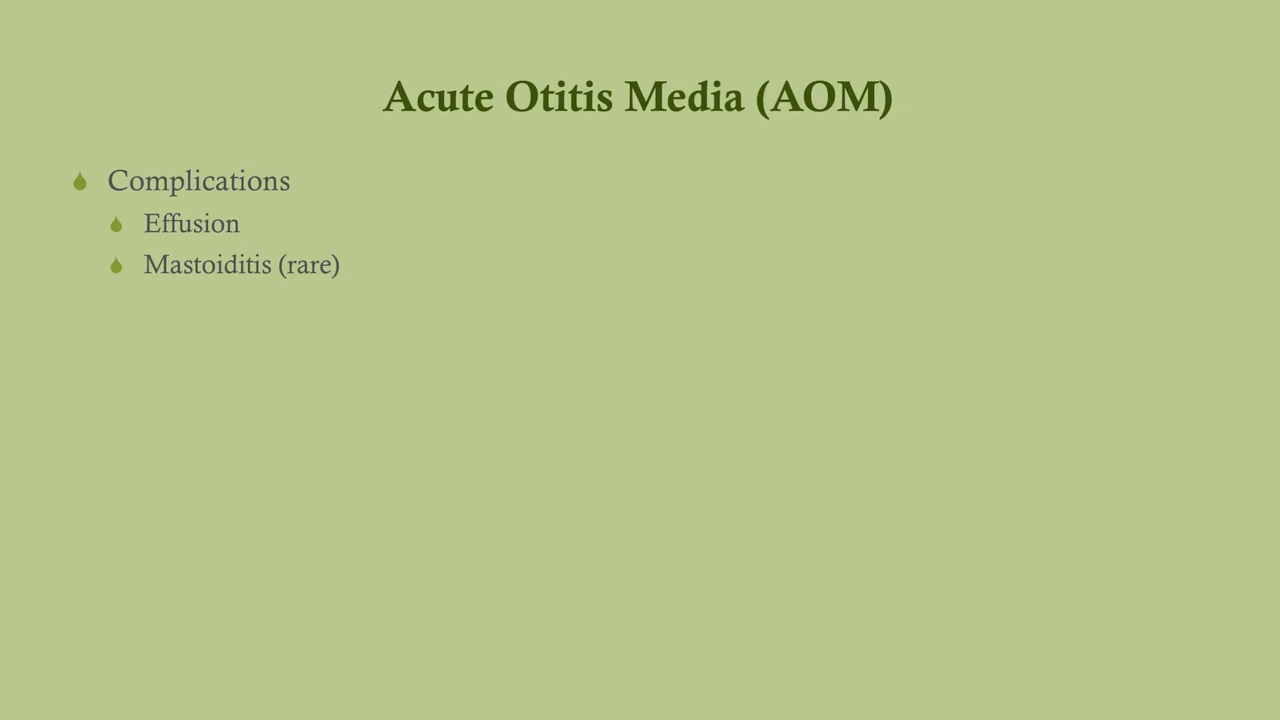 Acute Otitis Media (AOM)
Complications
Effusion
Mastoiditis (rare)